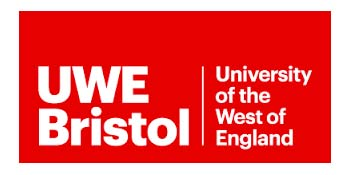 UWE
Bristol
University
of the
West of
England